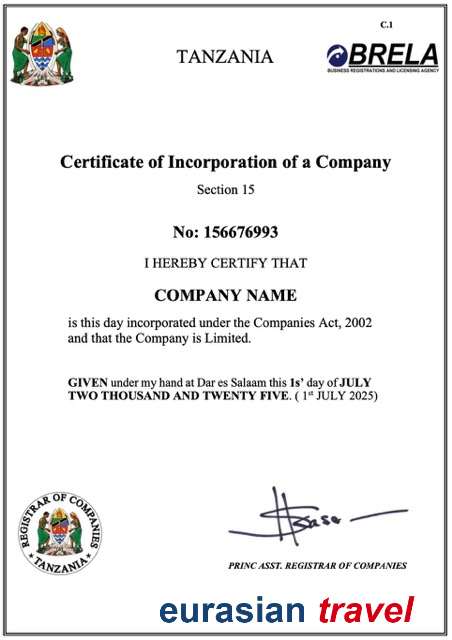 C.1
TANZANIA
BRELA
BUSINESS REGISTRATIONS AND LICENSING AGENCY
Certificate of Incorporation of a Company
Section 15
No: 156676993
I HEREBY CERTIFY THAT
COMPANY NAME
is this day incorporated under the Companies Act, 2002
and that the Company is Limited.
GIVEN under my hand at Dar es Salaam this 1s’ day of JULY
TWO THOUSAND AND TWENTY FIVE. ( 1st JULY 2025)
REGISTRAR OF COMPANIES
TANZANIA
PRINC ASST. REGISTRAR OF COMPANIES
eurasian travel